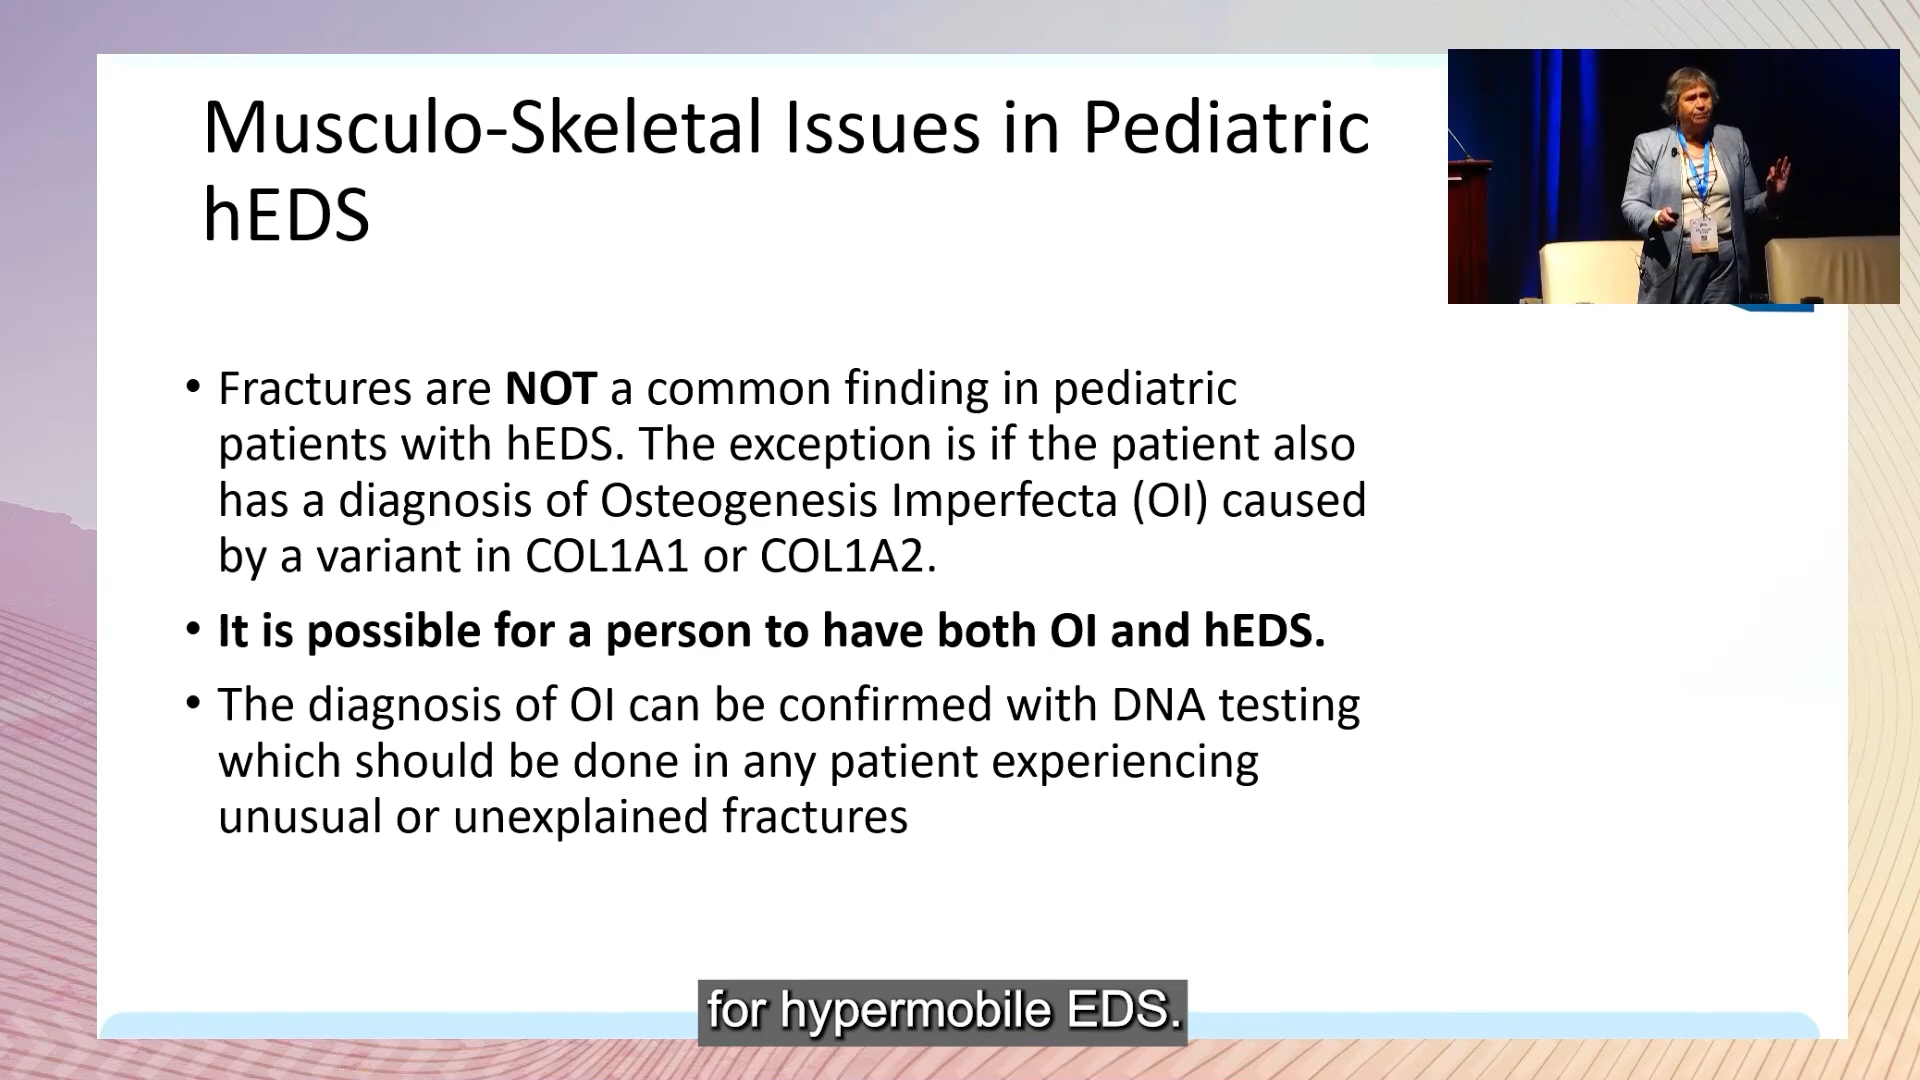 Musculo-Skeletal Issues in Pediatric
hEDS
• Fractures are NOT a common finding in pediatric
patients with hEDS. The exception is if the patient also
has a diagnosis of Osteogenesis Imperfecta (OI) caused
by a variant in COL1A1 or COL1A2.
• It is possible for a person to have both OI and hEDS.
• The diagnosis of OI can be confirmed with DNA testing
which should be done in any patient experiencing
unusual or unexplained fractures
for hypermobile EDS.